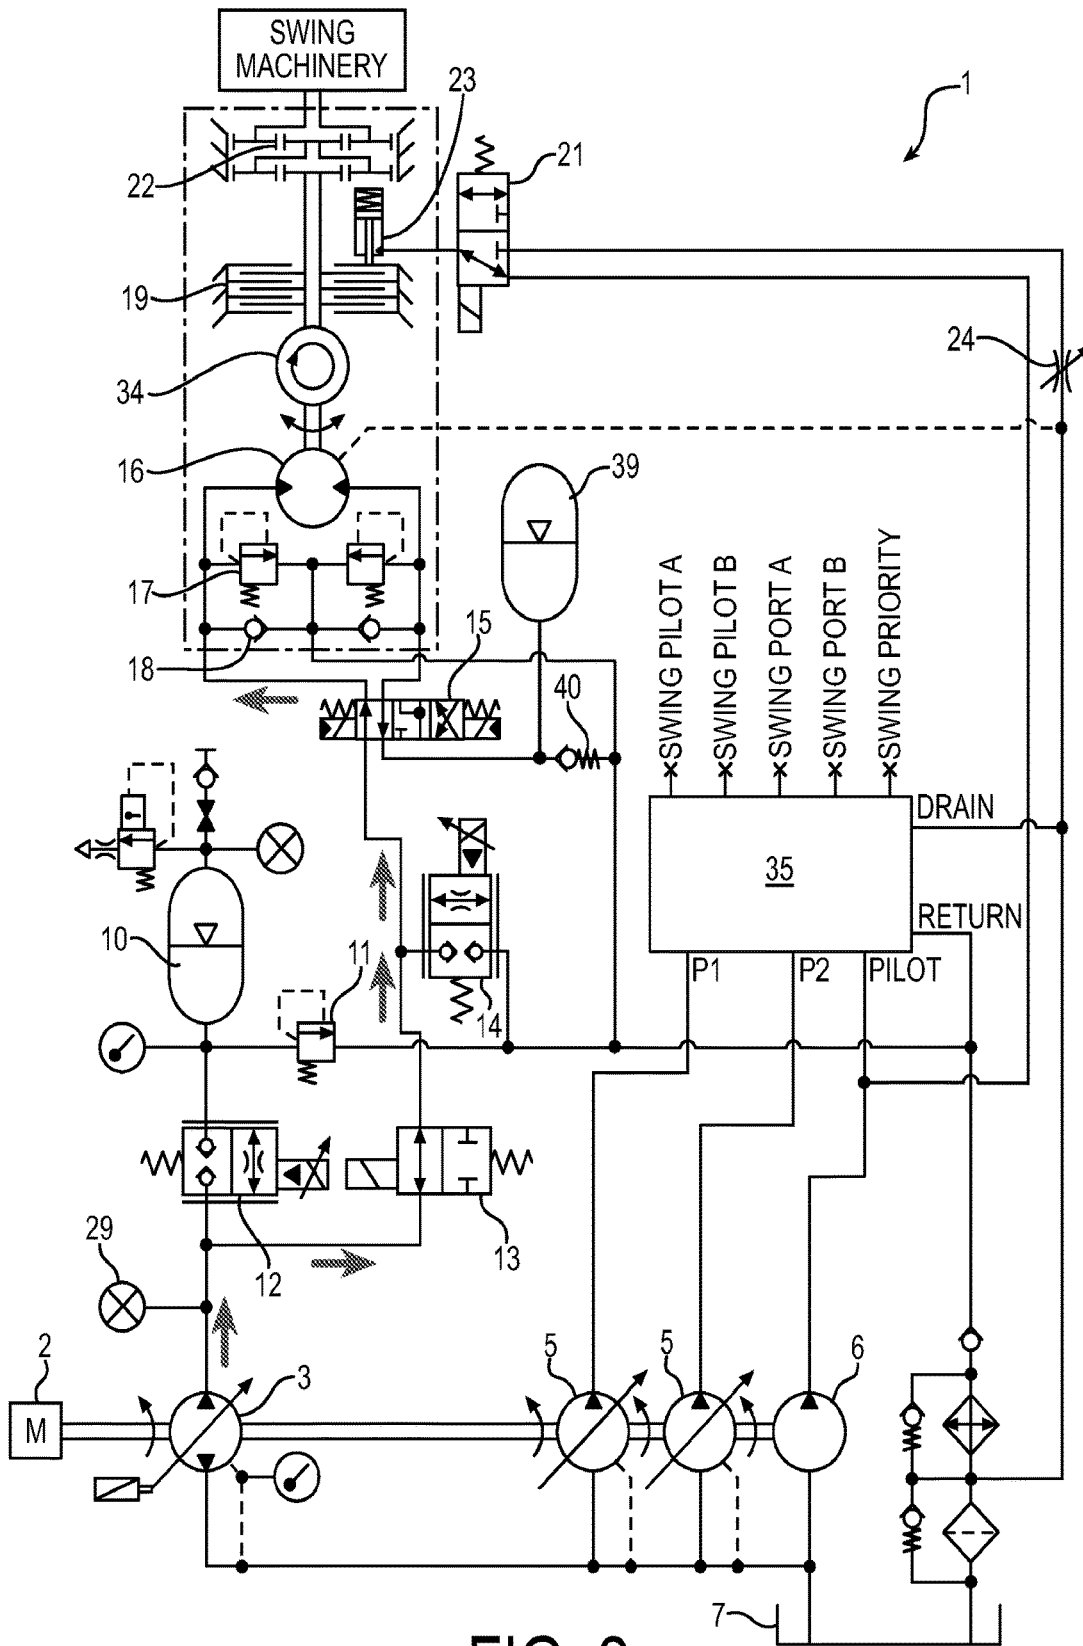 SWING
MACHINERY
23
1
21
22
19
24
34
16
39
17
18
15
40
SWING PILOT A
SWING PILOT B
SWING PORT A
SWING PORT B
SWING PRIORITY
DRAIN
35
RETURN
10
11
14
P1
P2
PILOT
29
12
13
2
3
5
5
6
M
7